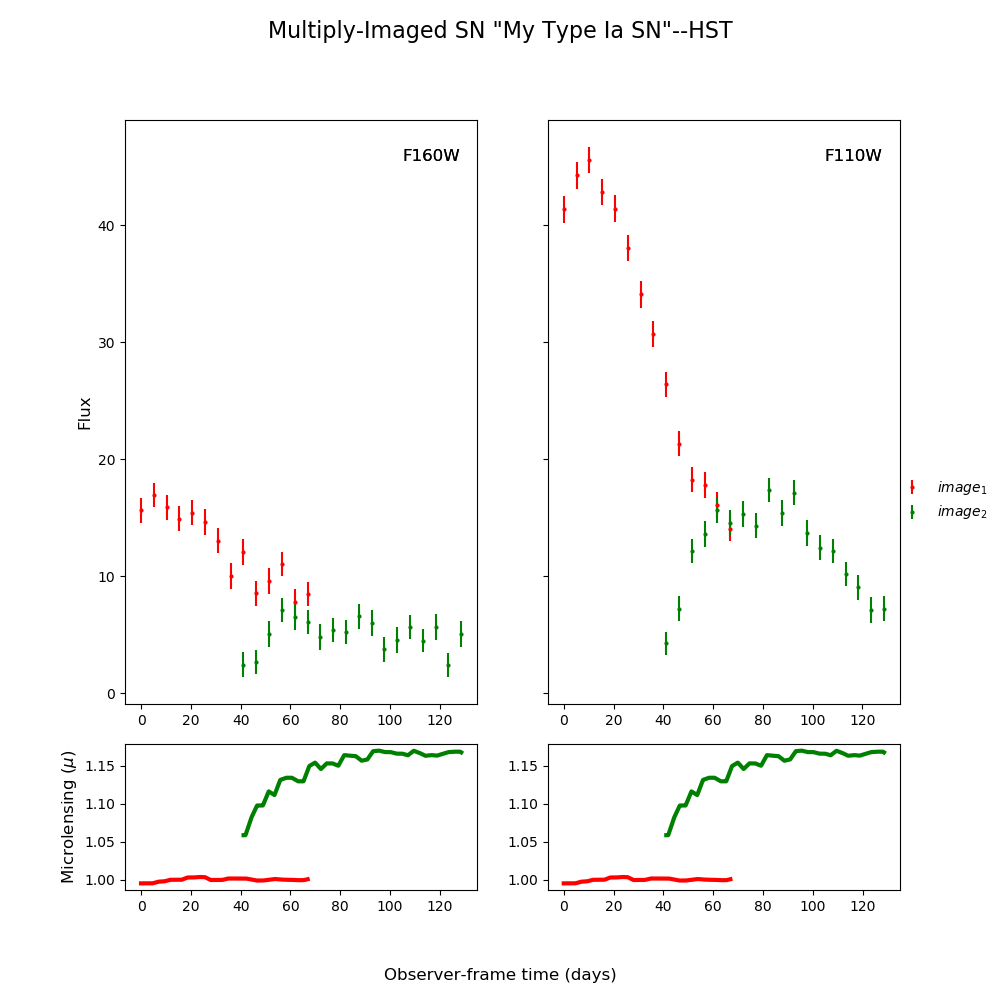 Multiply-Imaged SN "My Type Ia SN"--HST
F160W
F110W
Flux
40
30
20
10
0
0 20 40 60 80 100 120
0 20 40 60 80 100 120
image1
image2
Microlensing (μ)
1.15
1.10
1.05
1.00
1.15
1.10
1.05
1.00
0 20 40 60 80 100 120
0 20 40 60 80 100 120
Observer-frame time (days)